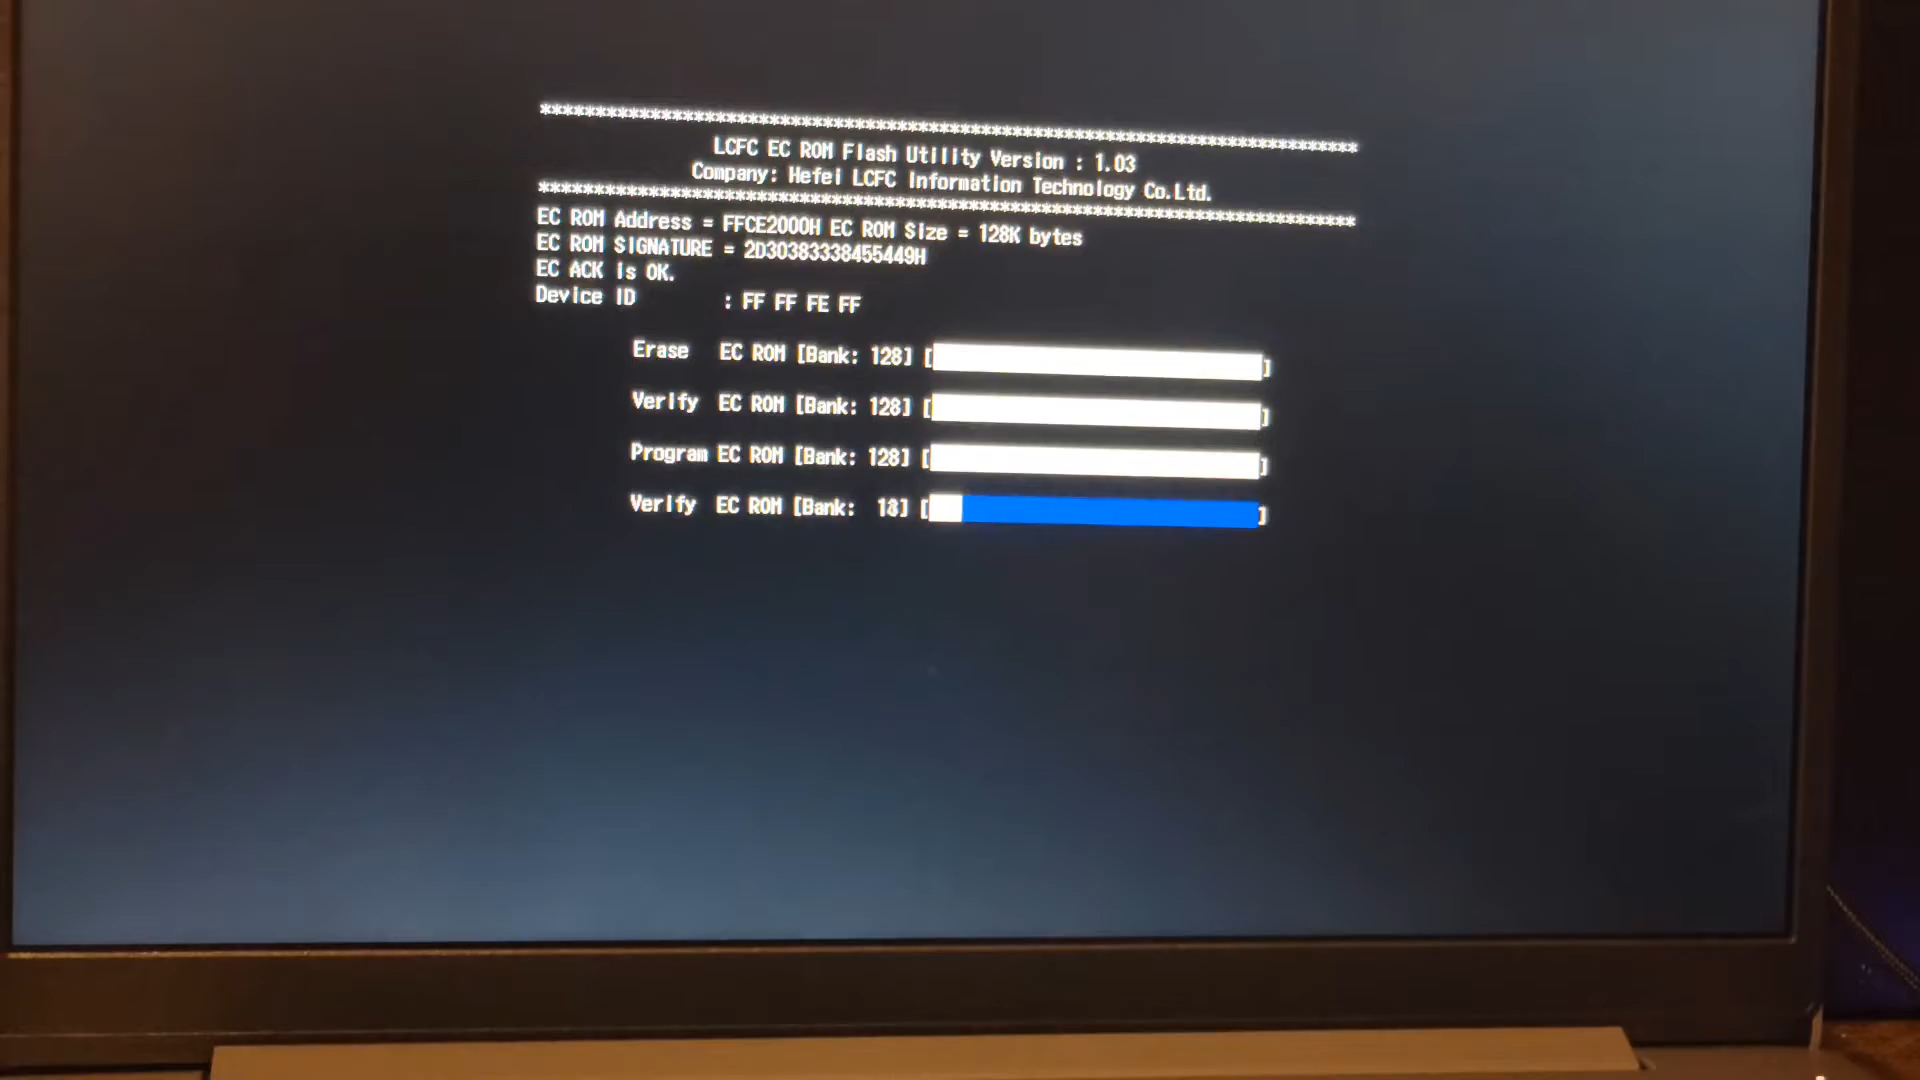 ********************************************************************************
LCFC EC ROM Flash Utility Version : 1.03
Company: Hefei LCFC Information Technology Co.Ltd.
********************************************************************************
EC ROM Address = FFCE2000H EC ROM Size = 128K bytes
EC ROM SIGNATURE = 2D30383338455449H
EC ACK is OK.
Device ID : FF FF FE FF
Erase EC ROM [Bank: 128] [ ]
Verify EC ROM [Bank: 128] [ ]
Program EC ROM [Bank: 128] [ ]
Verify EC ROM [Bank: 13] [ ]